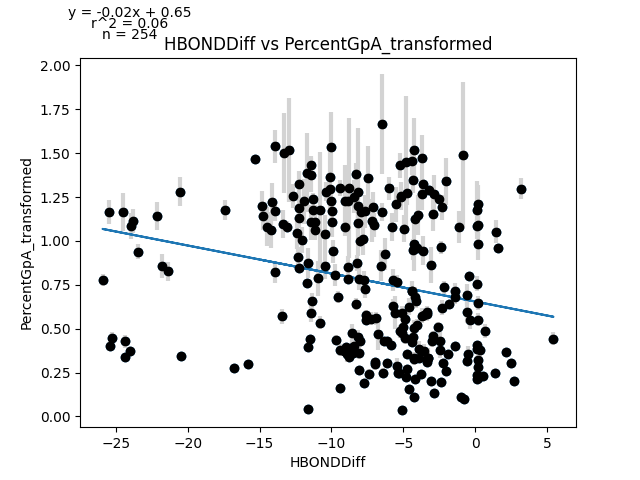 y = -0.02x + 0.65
r^2 = 0.06
n = 254
HBONDDiff vs PercentGpA_transformed
PercentGpA_transformed
2.00
1.75
1.50
1.25
1.00
0.75
0.50
0.25
0.00
−25
−20
−15
−10
−5
0
5
HBONDDiff